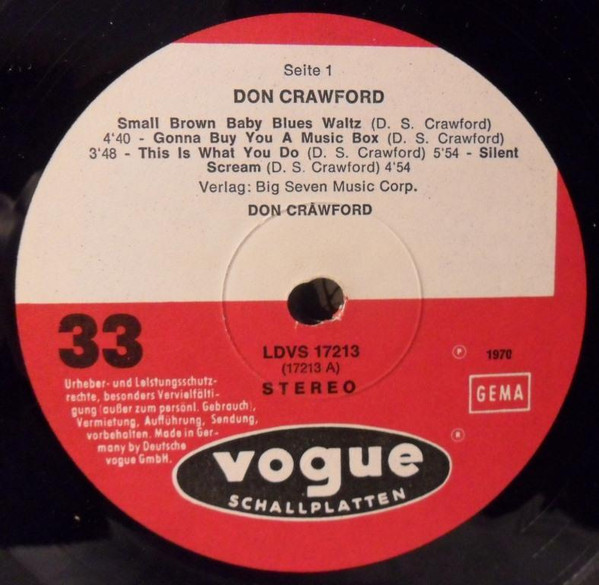 Seite 1
DON CRAWFORD
Small Brown Baby Blues Waltz (D. S. Crawford)
4'40 - Gonna Buy You A Music Box (D. S. Crawford)
3'48 - This Is What You Do (D. S. Crawford) 5'54 - Silent
Scream (D. S. Crawford) 4'54
Verlag: Big Seven Music Corp.
DON CRAWFORD
33
LDVS 17213
(17213 A)
STEREO
Ⓟ 1970
GEMA
Urheber- und Leistungsschutz-
rechte, besonders Vervielfälti-
gung (außer zum persönl. Gebrauch),
Vermietung, Aufführung, Sendung,
vorbehalten. Made in Ger-
many by Deutsche
vogue GmbH.
®
vogue
SCHALLPLATTEN